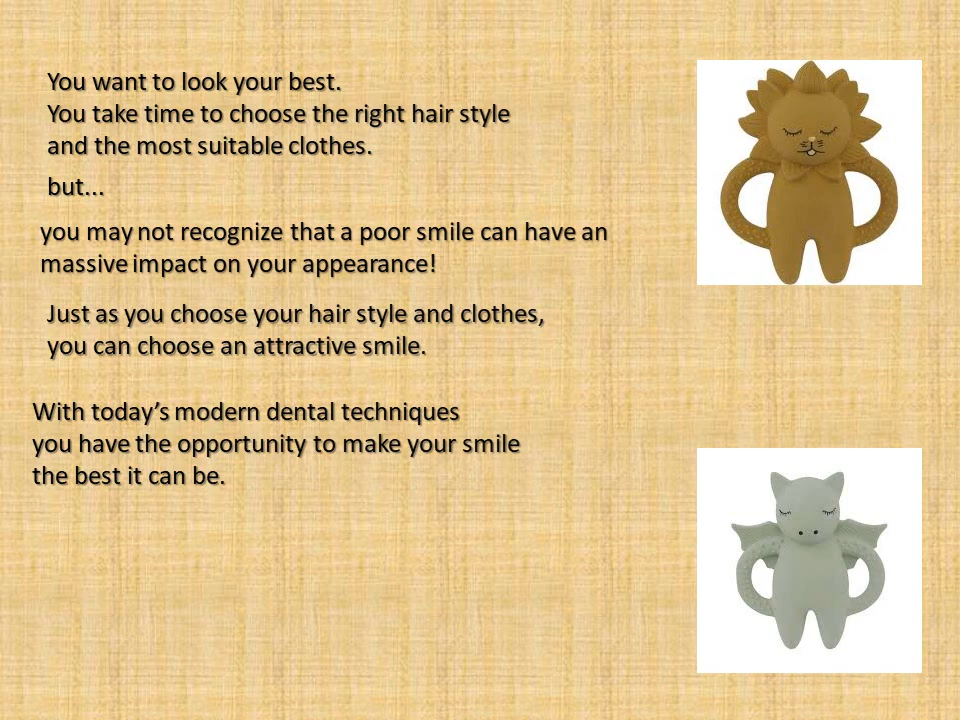 You want to look your best.
You take time to choose the right hair style
and the most suitable clothes.
but...
you may not recognize that a poor smile can have an
massive impact on your appearance!
Just as you choose your hair style and clothes,
you can choose an attractive smile.
With today’s modern dental techniques
you have the opportunity to make your smile
the best it can be.